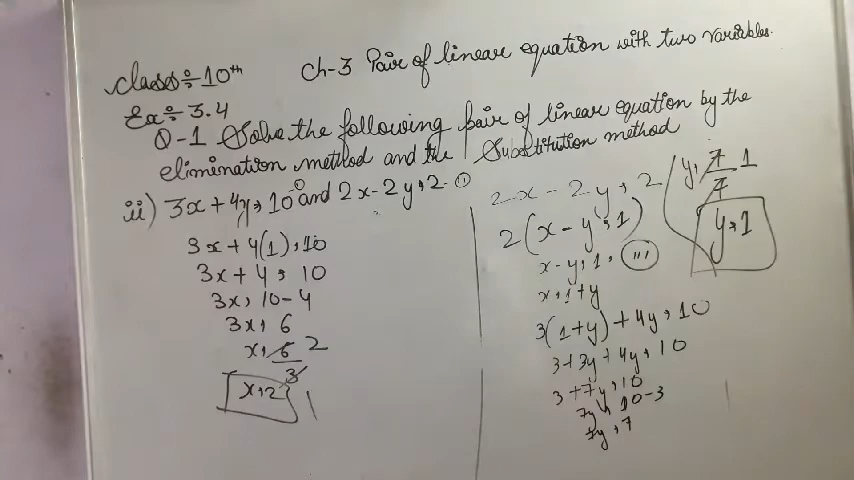 Class÷10th Ch-3 Pair of linear equation with two variables.
Ex÷3.4
Q-1 Solve the following pair of linear equation by the
elimination method and the substitution method
ii) 3x+4y=10 and 2x-2y=2
3x+4(1)=10
3x+4=10
3x=10-4
3x=6
x=6 2
3
x=2
2x-2y=2
2(x-y=1)
x-y=1 (iii)
x=1+y
3(1+y)+4y=10
3+3y+4y=10
3+7y=10
7y=10-3
7y=7
y=7 1
7
y=1